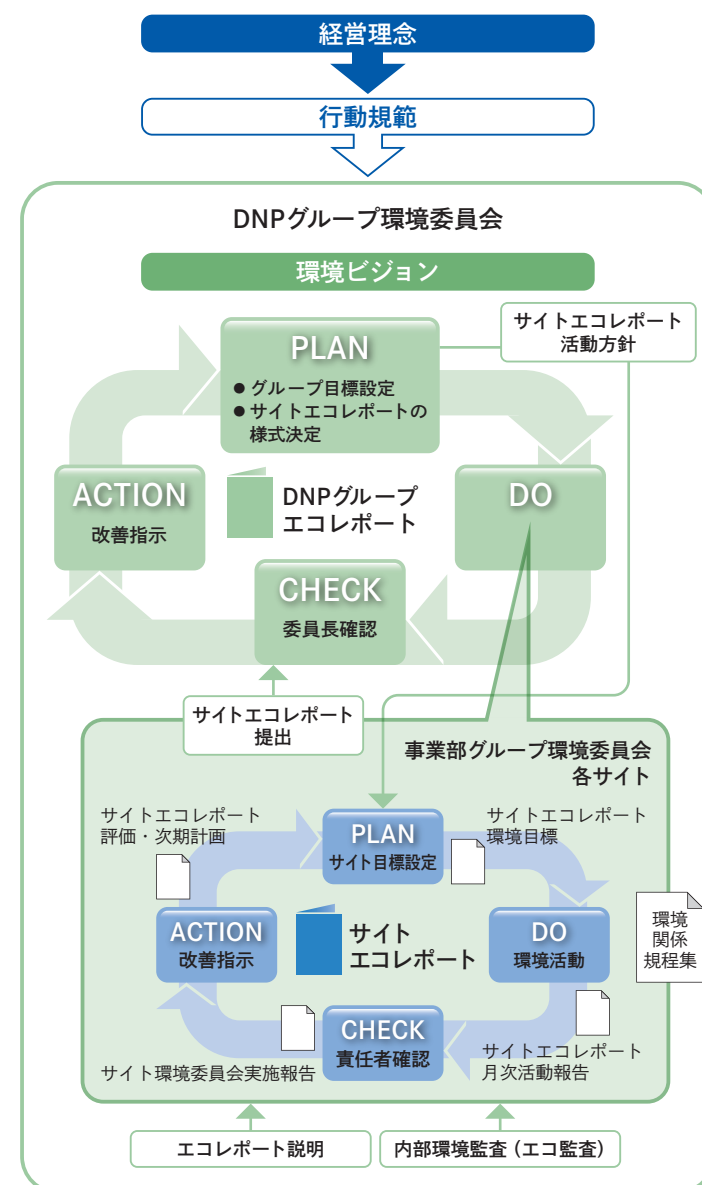 経営理念
行動規範
DNPグループ環境委員会
環境ビジョン
サイトエコレポート
活動方針
PLAN
● グループ目標設定
● サイトエコレポートの
様式決定
ACTION
改善指示
DNPグループ
エコレポート
DO
CHECK
委員長確認
サイトエコレポート
提出
事業部グループ環境委員会
各サイト
サイトエコレポート
評価・次期計画
PLAN
サイト目標設定
サイトエコレポート
環境目標
ACTION
改善指示
サイト
エコレポート
DO
環境活動
環境
関係
規程集
CHECK
責任者確認
サイト環境委員会実施報告
サイトエコレポート
月次活動報告
エコレポート説明
内部環境監査（エコ監査）